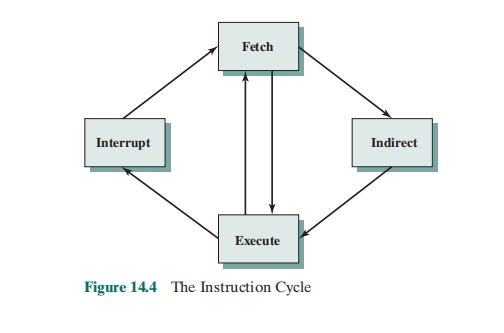 Fetch
Interrupt
Indirect
Execute
Figure 14.4 The Instruction Cycle